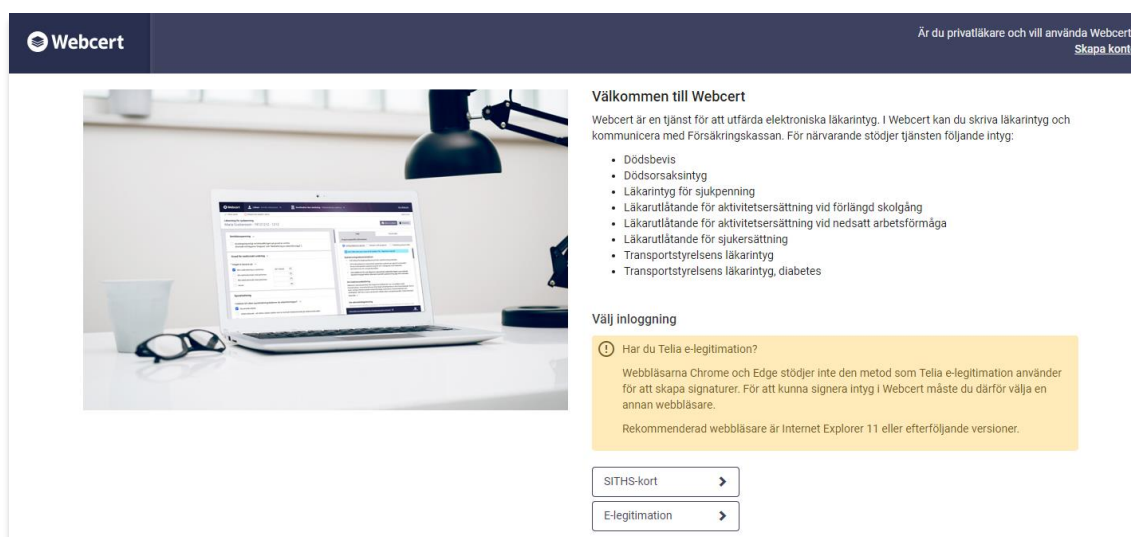 Webcert
Är du privatläkare och vill använda Webcert
Skapa kont
Välkommen till Webcert
Webcert är en tjänst för att utfärda elektroniska läkarintyg. I Webcert kan du skriva läkarintyg och
kommunicera med Försäkringskassan. För närvarande stödjer tjänsten följande intyg:
• Dödsbevis
• Dödsorsaksintyg
• Läkarintyg för sjukpenning
• Läkarutlåtande för aktivitetsersättning vid förlängd skolgång
• Läkarutlåtande för aktivitetsersättning vid nedsatt arbetsförmåga
• Läkarutlåtande för sjukersättning
• Transportstyrelsens läkarintyg
• Transportstyrelsens läkarintyg, diabetes
Välj inloggning
Har du Telia e-legitimation?
Webbläsarna Chrome och Edge stödjer inte den metod som Telia e-legitimation använder
för att skapa signaturer. För att kunna signera intyg i Webcert måste du därför välja en
annan webbläsare.
Rekommenderad webbläsare är Internet Explorer 11 eller efterföljande versioner.
SITHS-kort
E-legitimation